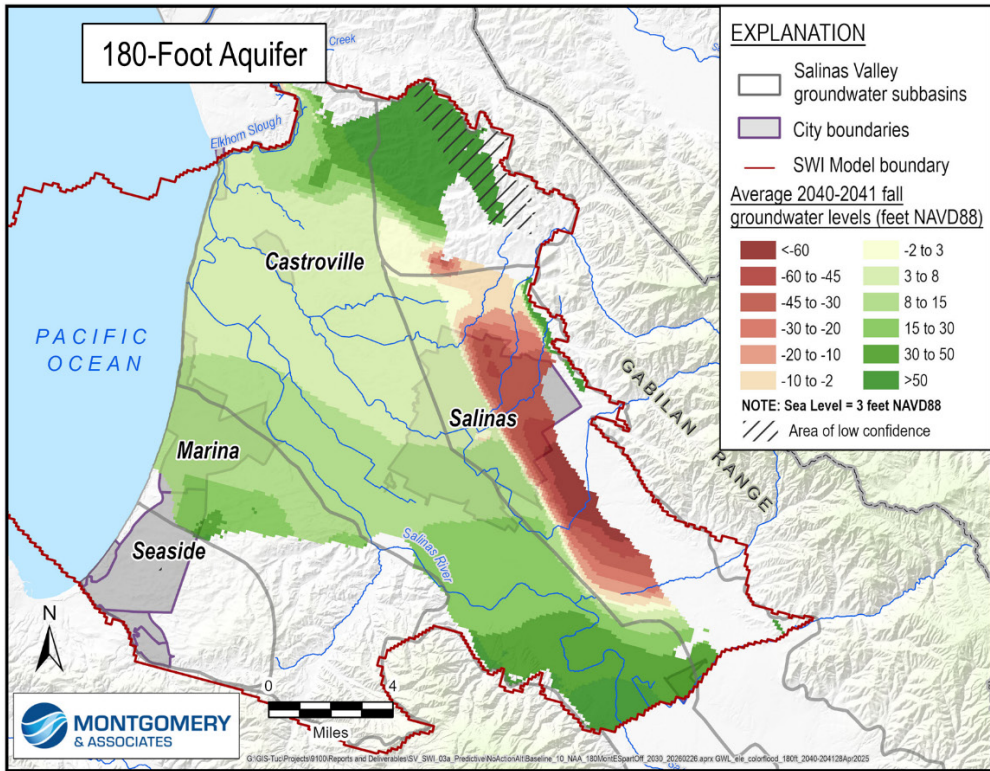 180-Foot Aquifer
Creek
Elkhorn Slough
Castroville
PACIFIC
OCEAN
Marina
Salinas
Seaside
Salinas River
GABILAN RANGE
N
0 4
Miles
MONTGOMERY
& ASSOCIATES
EXPLANATION
Salinas Valley
groundwater subbasins
City boundaries
SWI Model boundary
Average 2040-2041 fall
groundwater levels (feet NAVD88)
<-60
-60 to -45
-45 to -30
-30 to -20
-20 to -10
-10 to -2
-2 to 3
3 to 8
8 to 15
15 to 30
30 to 50
>50
NOTE: Sea Level = 3 feet NAVD88
Area of low confidence